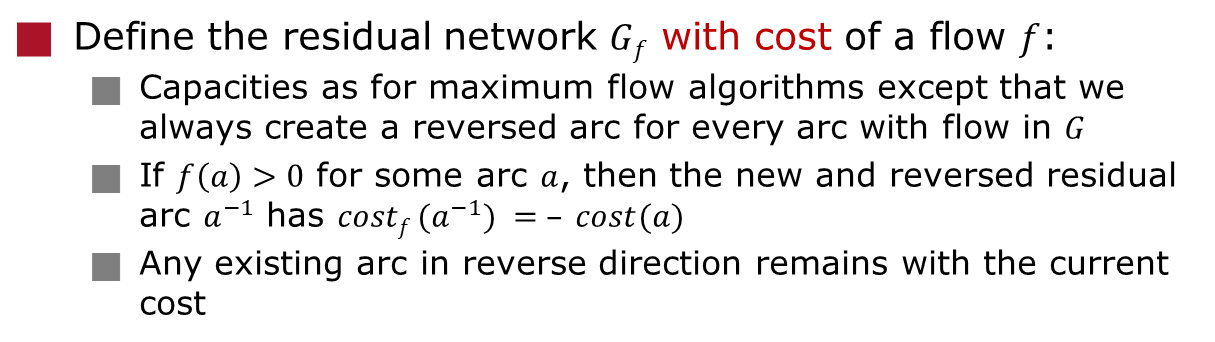 Define the residual network G_f with cost of a flow f:
Capacities as for maximum flow algorithms except that we
always create a reversed arc for every arc with flow in G
If f(a) > 0 for some arc a, then the new and reversed residual
arc a⁻¹ has cost_f (a⁻¹) = – cost(a)
Any existing arc in reverse direction remains with the current
cost